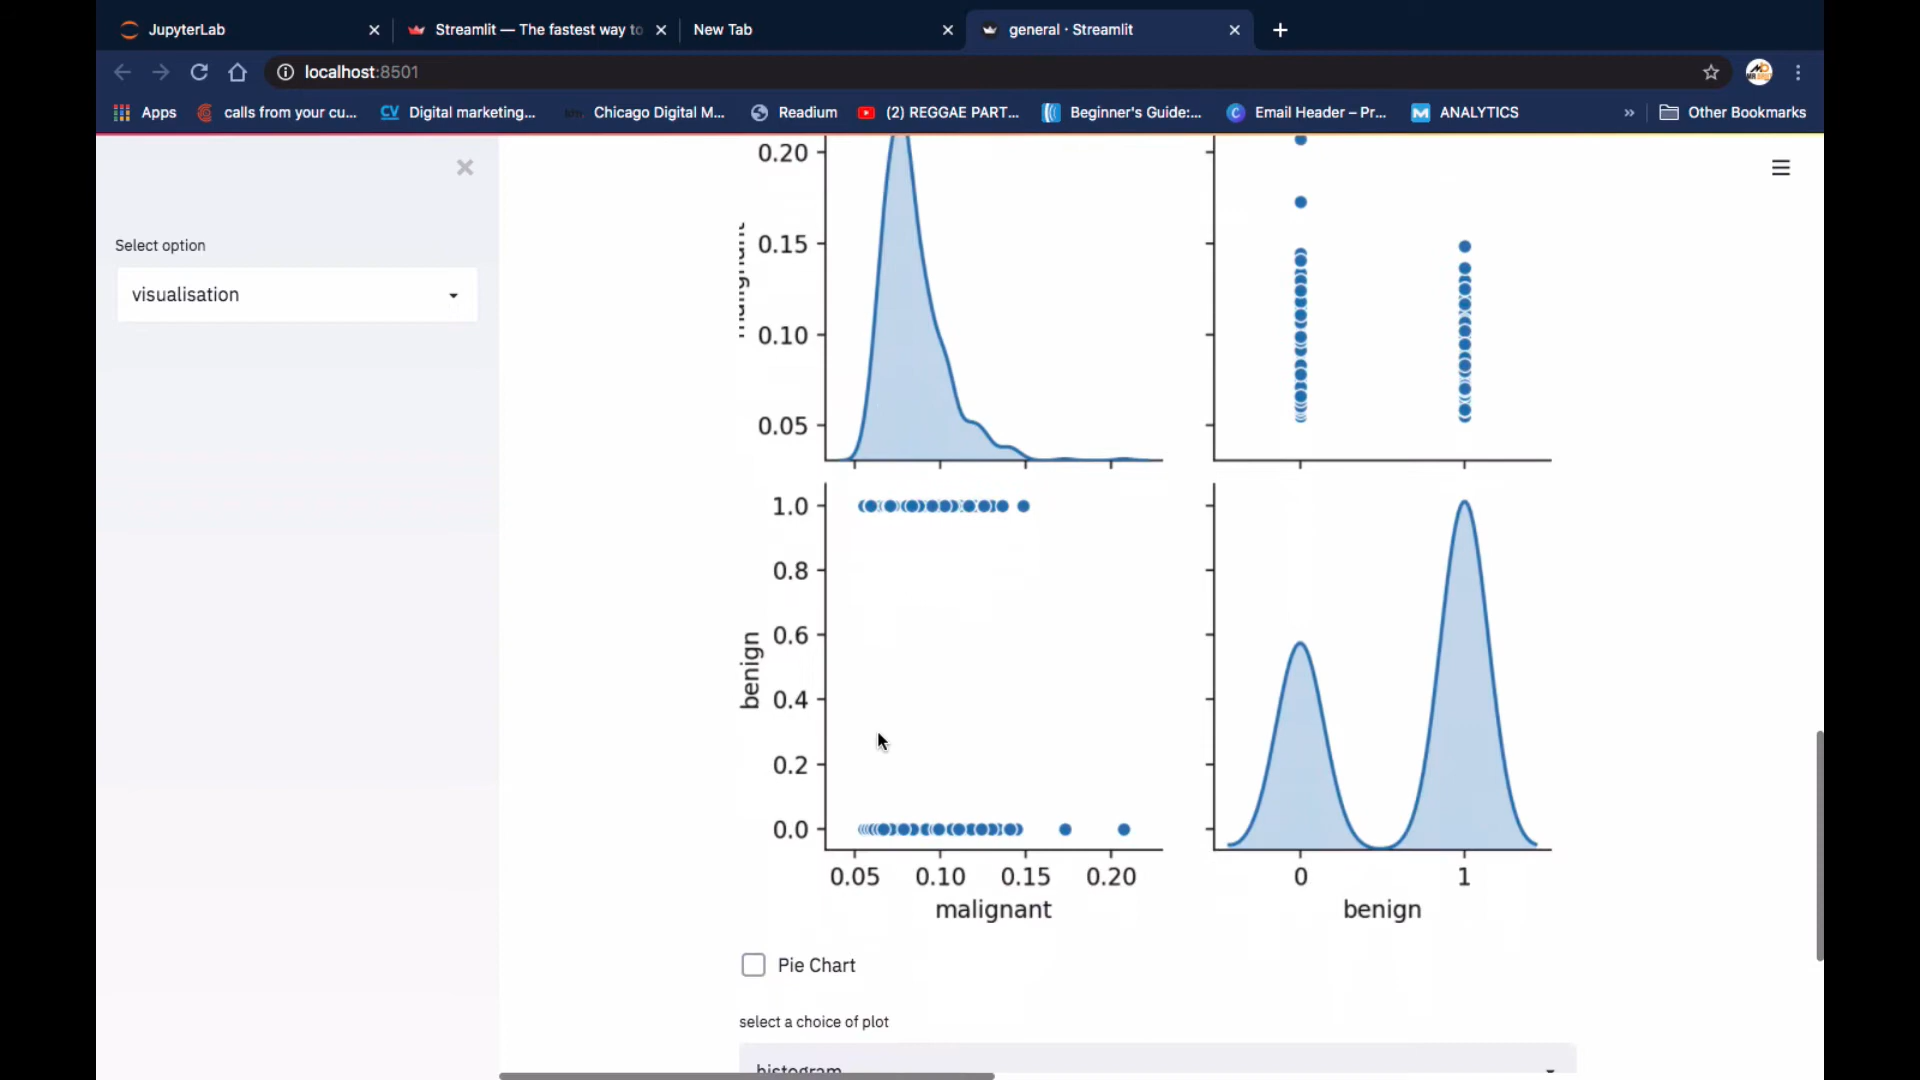 JupyterLab
Streamlit — The fastest way to
New Tab
general · Streamlit
localhost:8501
Apps
calls from your cu...
CV Digital marketing...
Chicago Digital M...
Readium
(2) REGGAE PART...
Beginner's Guide:...
Email Header – Pr...
ANALYTICS
»
Other Bookmarks
Select option
visualisation
0.20
0.15
0.10
0.05
malignant
1.0
0.8
0.6
0.4
0.2
0.0
benign
0.05 0.10 0.15 0.20
malignant
0 1
benign
Pie Chart
select a choice of plot
histogram